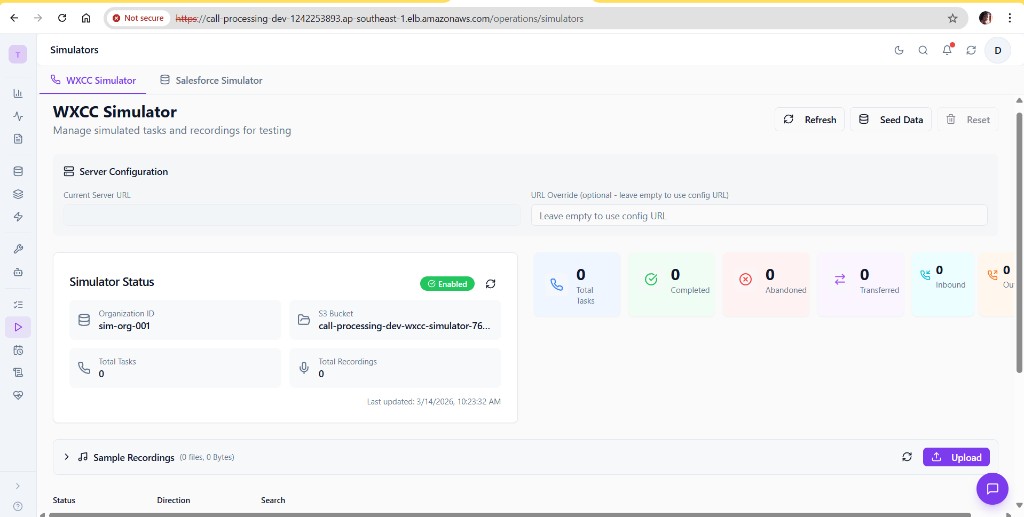 Not secure https://call-processing-dev-1242253893.ap-southeast-1.elb.amazonaws.com/operations/simulators
T
Simulators
D
WXCC Simulator Salesforce Simulator
WXCC Simulator
Manage simulated tasks and recordings for testing
Refresh Seed Data Reset
Server Configuration
Current Server URL
URL Override (optional - leave empty to use config URL)
Leave empty to use config URL
Simulator Status
Enabled
Organization ID
sim-org-001
S3 Bucket
call-processing-dev-wxcc-simulator-76...
Total Tasks
0
Total Recordings
0
Last updated: 3/14/2026, 10:23:32 AM
0
Total
Tasks
0
Completed
0
Abandoned
0
Transferred
0
Inbound
0
Ou
Sample Recordings (0 files, 0 Bytes)
Upload
Status Direction Search